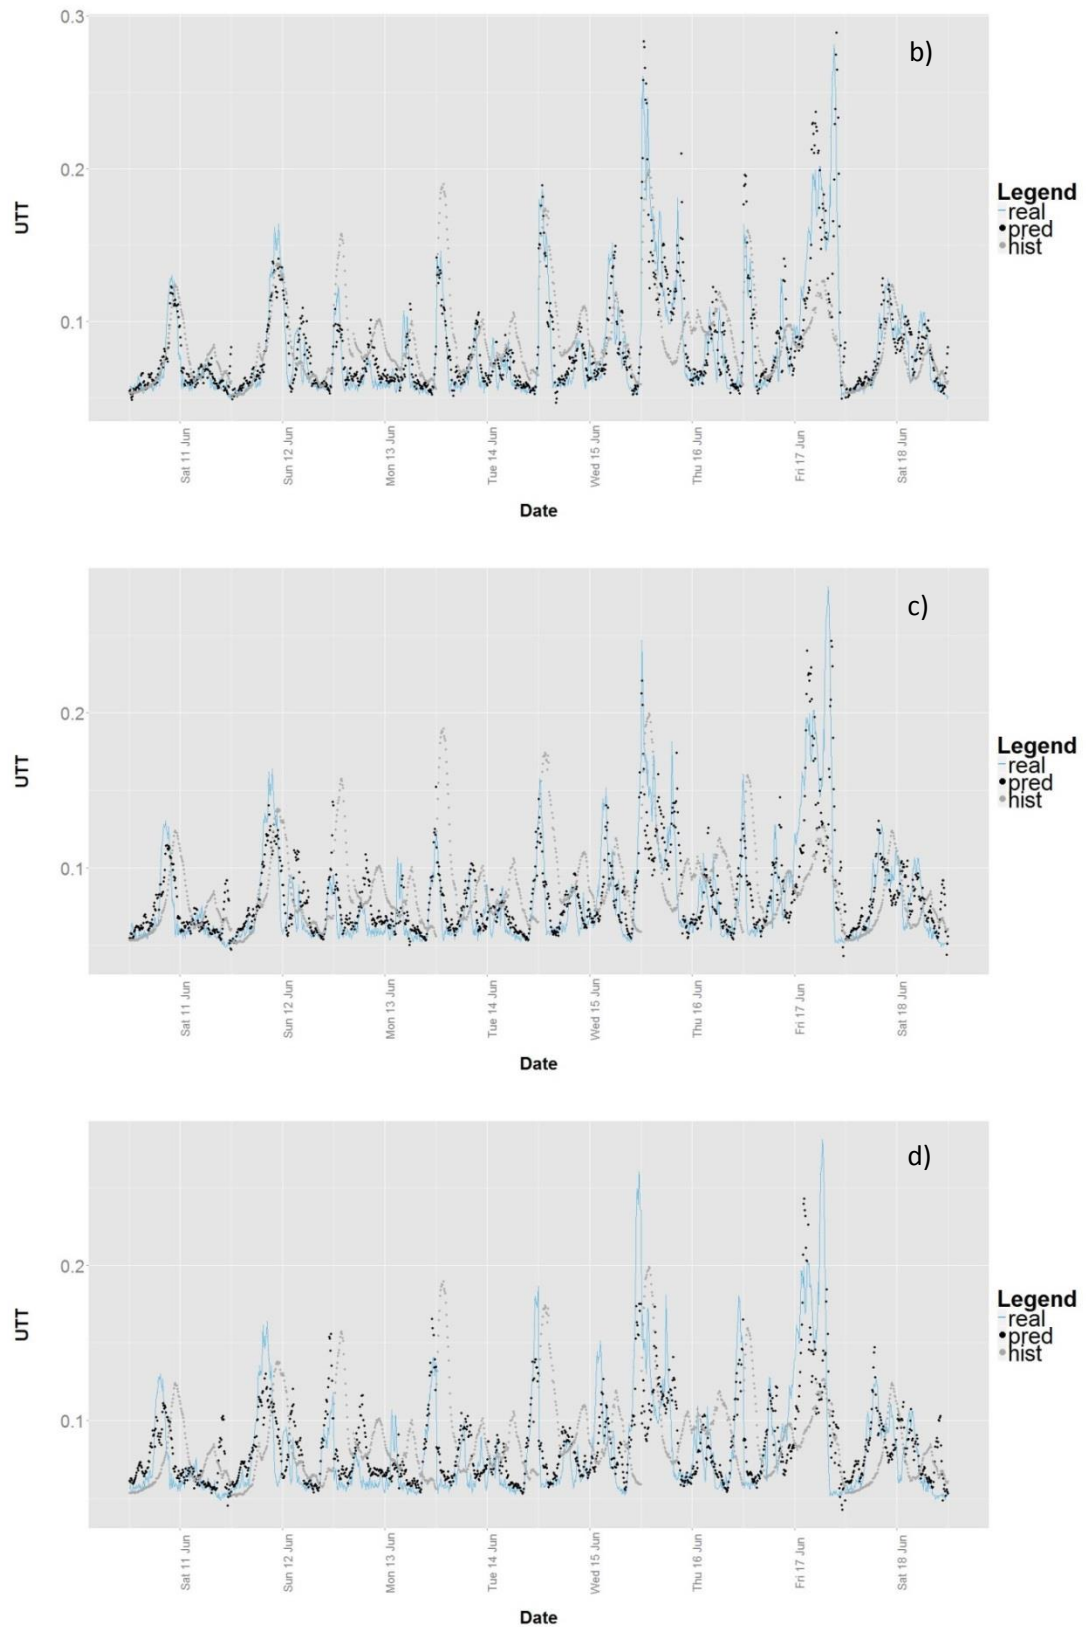 b)
0.3
0.2
0.1
UTT
Sat 11 Jun
Sun 12 Jun
Mon 13 Jun
Tue 14 Jun
Wed 15 Jun
Thu 16 Jun
Fri 17 Jun
Sat 18 Jun
Date
Legend
real
pred
hist
c)
0.2
0.1
UTT
Sat 11 Jun
Sun 12 Jun
Mon 13 Jun
Tue 14 Jun
Wed 15 Jun
Thu 16 Jun
Fri 17 Jun
Sat 18 Jun
Date
Legend
real
pred
hist
d)
0.2
0.1
UTT
Sat 11 Jun
Sun 12 Jun
Mon 13 Jun
Tue 14 Jun
Wed 15 Jun
Thu 16 Jun
Fri 17 Jun
Sat 18 Jun
Date
Legend
real
pred
hist